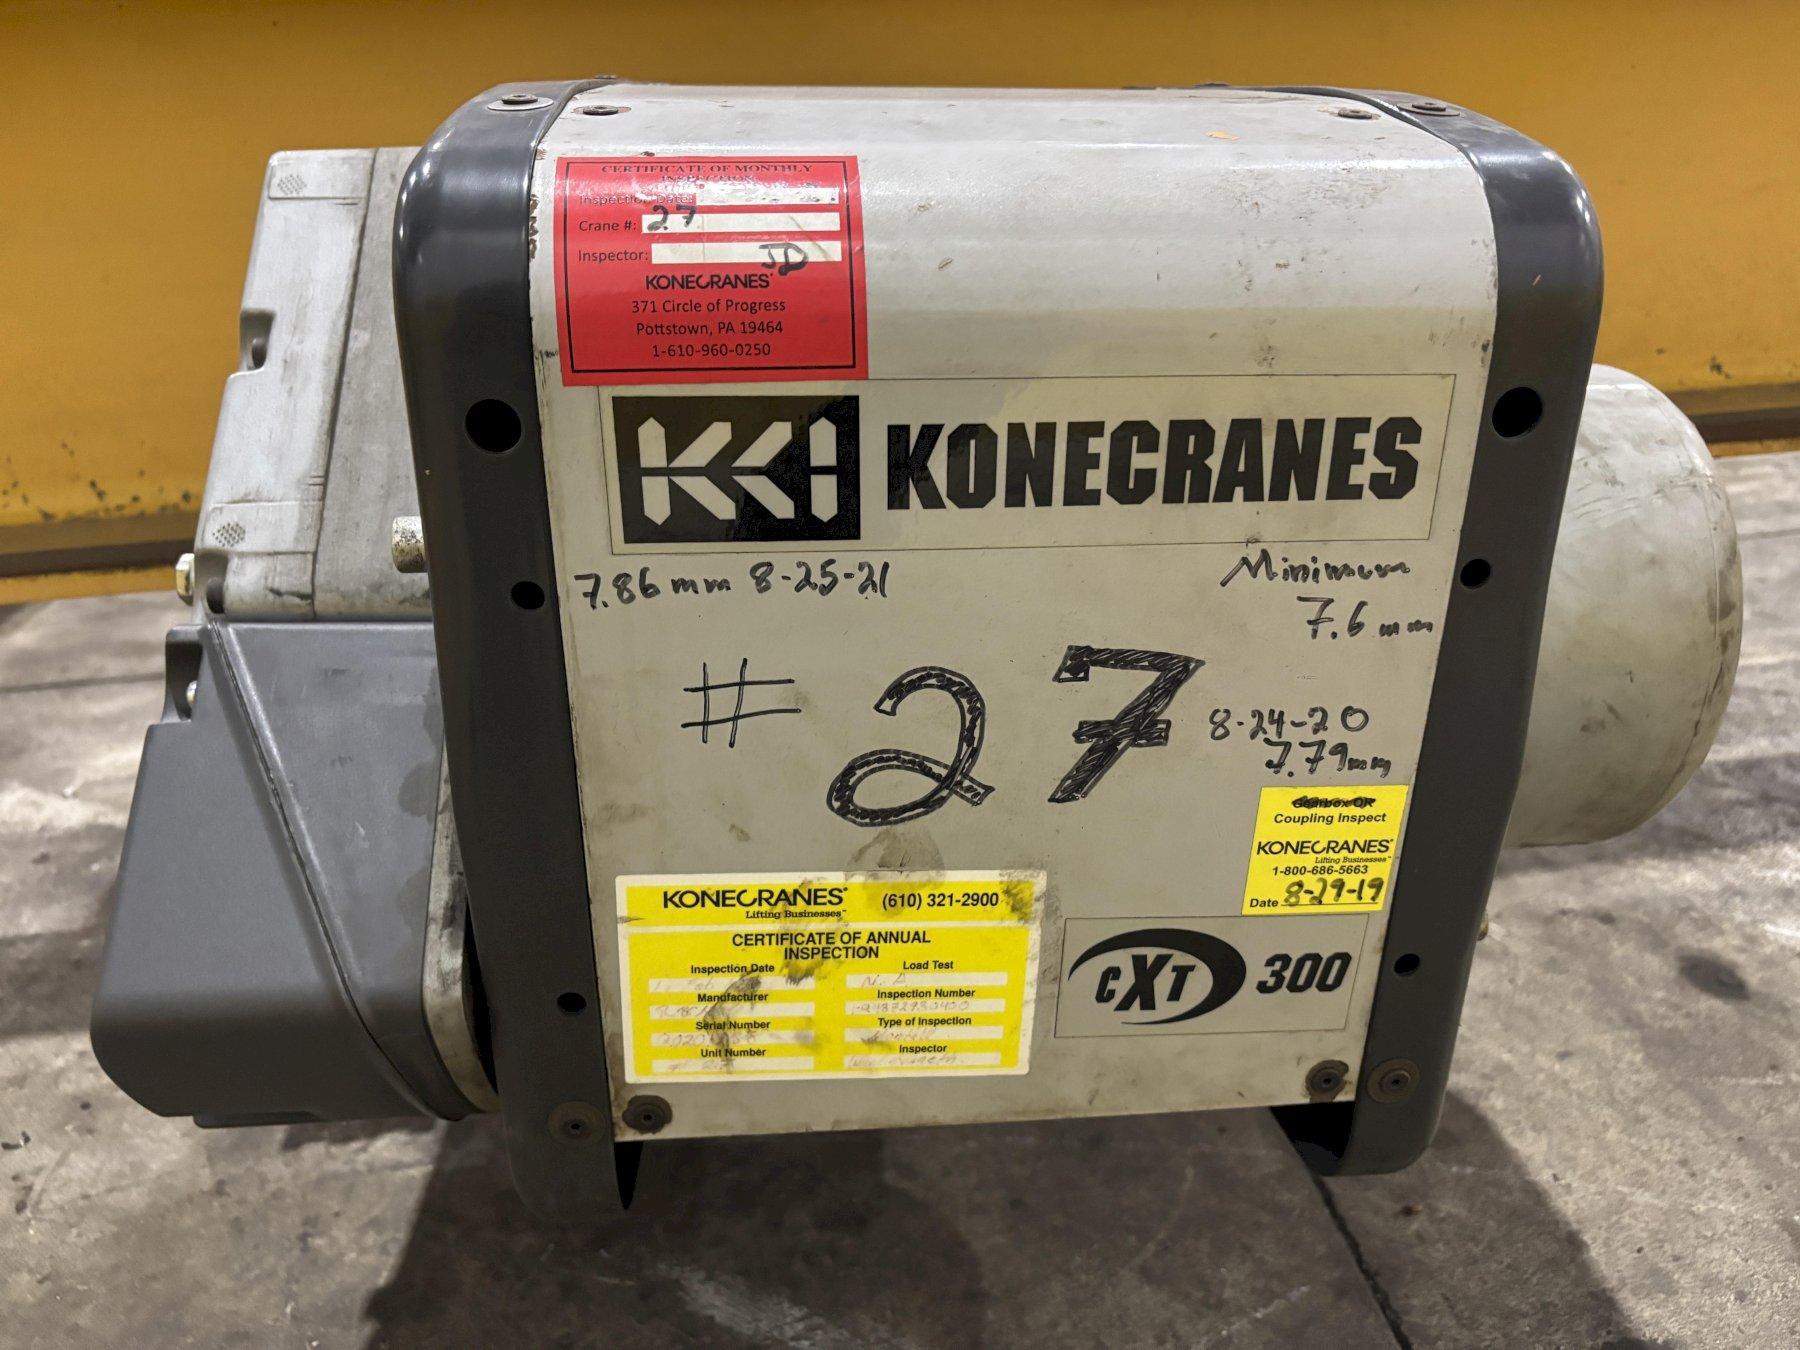 CERTIFICATE OF MONTHLY
INSPECTION
Inspection Date:
Crane #: 27
Inspector: JD
KONECRANES
371 Circle of Progress
Pottstown, PA 19464
1-610-960-0250
KONECRANES
7.86 mm 8-25-21
Minimum
7.6 mm
# 27
8-24-20
7.79mm
Gearbox OR
Coupling Inspect
KONECRANES
Lifting Businesses™
1-800-686-5663
Date 8-29-19
KONECRANES®
Lifting Businesses™
(610) 321-2900
CERTIFICATE OF ANNUAL
INSPECTION
Inspection Date
Load Test
N.A
Manufacturer
Inspection Number
Serial Number
Type of Inspection
Unit Number
Inspector
CXT 300